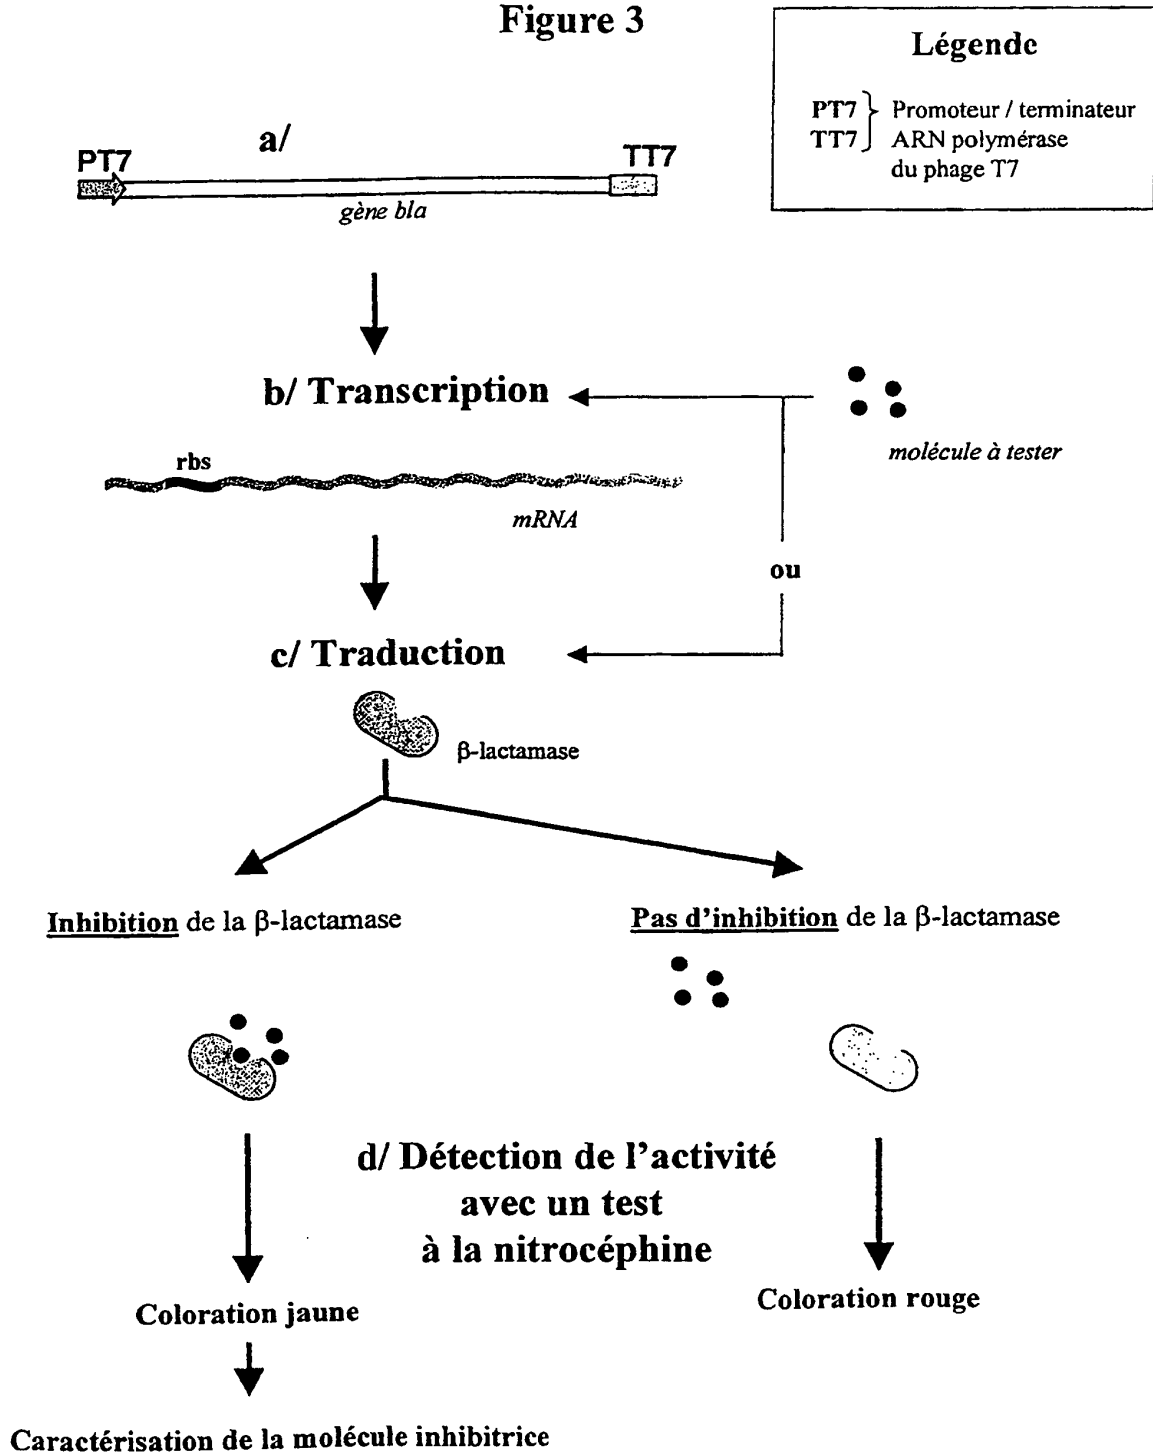 Figure 3
Légende
PT7 } Promoteur / terminateur
TT7 ARN polymérase
du phage T7
a/
PT7
TT7
gène bla
b/ Transcription
molécule à tester
rbs
mRNA
ou
c/ Traduction
β-lactamase
Inhibition de la β-lactamase
Pas d'inhibition de la β-lactamase
d/ Détection de l'activité
avec un test
à la nitrocéphine
Coloration jaune
Coloration rouge
Caractérisation de la molécule inhibitrice